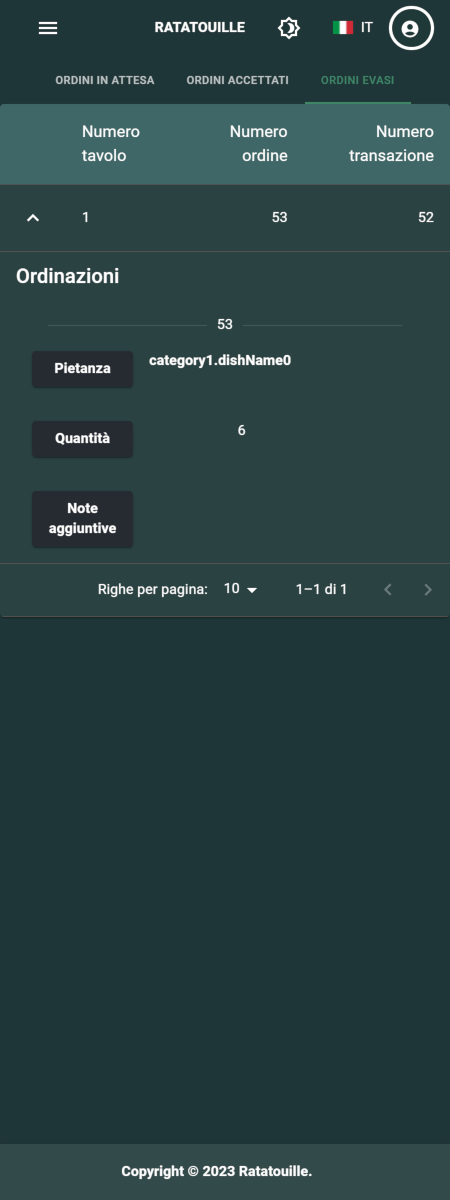 RATATOUILLE IT
ORDINI IN ATTESA ORDINI ACCETTATI ORDINI EVASI
Numero tavolo Numero ordine Numero transazione
1 53 52
Ordinazioni
53
Pietanza category1.dishName0
Quantità 6
Note
aggiuntive
Righe per pagina: 10 1–1 di 1
Copyright © 2023 Ratatouille.